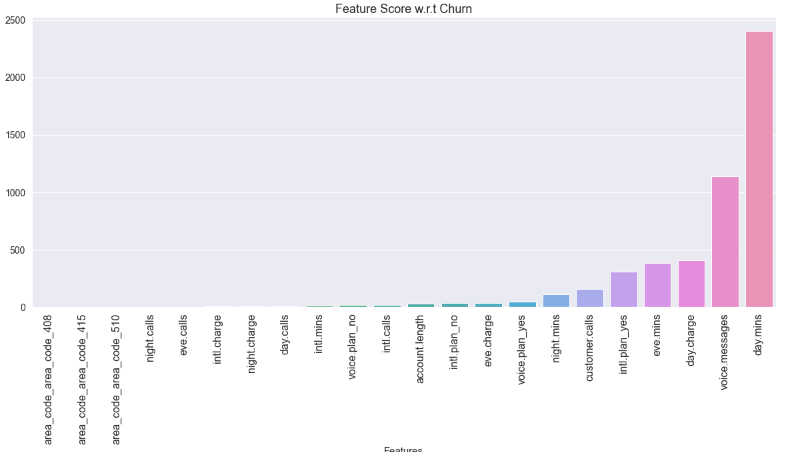 Feature Score w.r.t Churn
2500
2000
1500
1000
500
0
area_code_area_code_408
area_code_area_code_415
area_code_area_code_510
night.calls
eve.calls
intl.charge
night.charge
day.calls
intl.mins
voice.plan_no
intl.calls
account.length
intl.plan_no
eve.charge
voice.plan_yes
night.mins
customer.calls
intl.plan_yes
eve.mins
day.charge
voice.messages
day.mins
Features